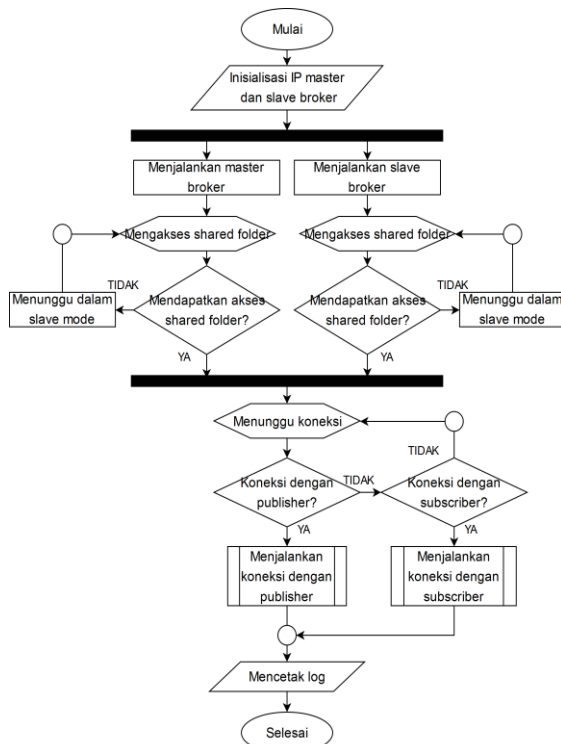 Mulai
Inisialisasi IP master
dan slave broker
Menjalankan master
broker
Menjalankan slave
broker
Mengakses shared folder
Mengakses shared folder
TIDAK
Menunggu dalam
slave mode
Mendapatkan akses
shared folder?
Mendapatkan akses
shared folder?
TIDAK
Menunggu dalam
slave mode
YA
YA
Menunggu koneksi
TIDAK
Koneksi dengan
publisher?
TIDAK
Koneksi dengan
subscriber?
YA
YA
Menjalankan
koneksi dengan
publisher
Menjalankan
koneksi dengan
subscriber
Mencetak log
Selesai